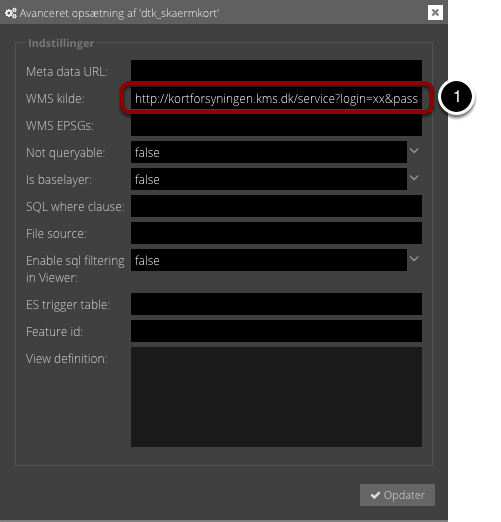 Avanceret opsætning af 'dtk_skaermkort'
Indstillinger
Meta data URL:
WMS kilde: http://kortforsyningen.kms.dk/service?login=xx&pass
1
WMS EPSGs:
Not queryable: false
Is baselayer: false
SQL where clause:
File source:
Enable sql filtering
in Viewer: false
ES trigger table:
Feature id:
View definition:
Opdater